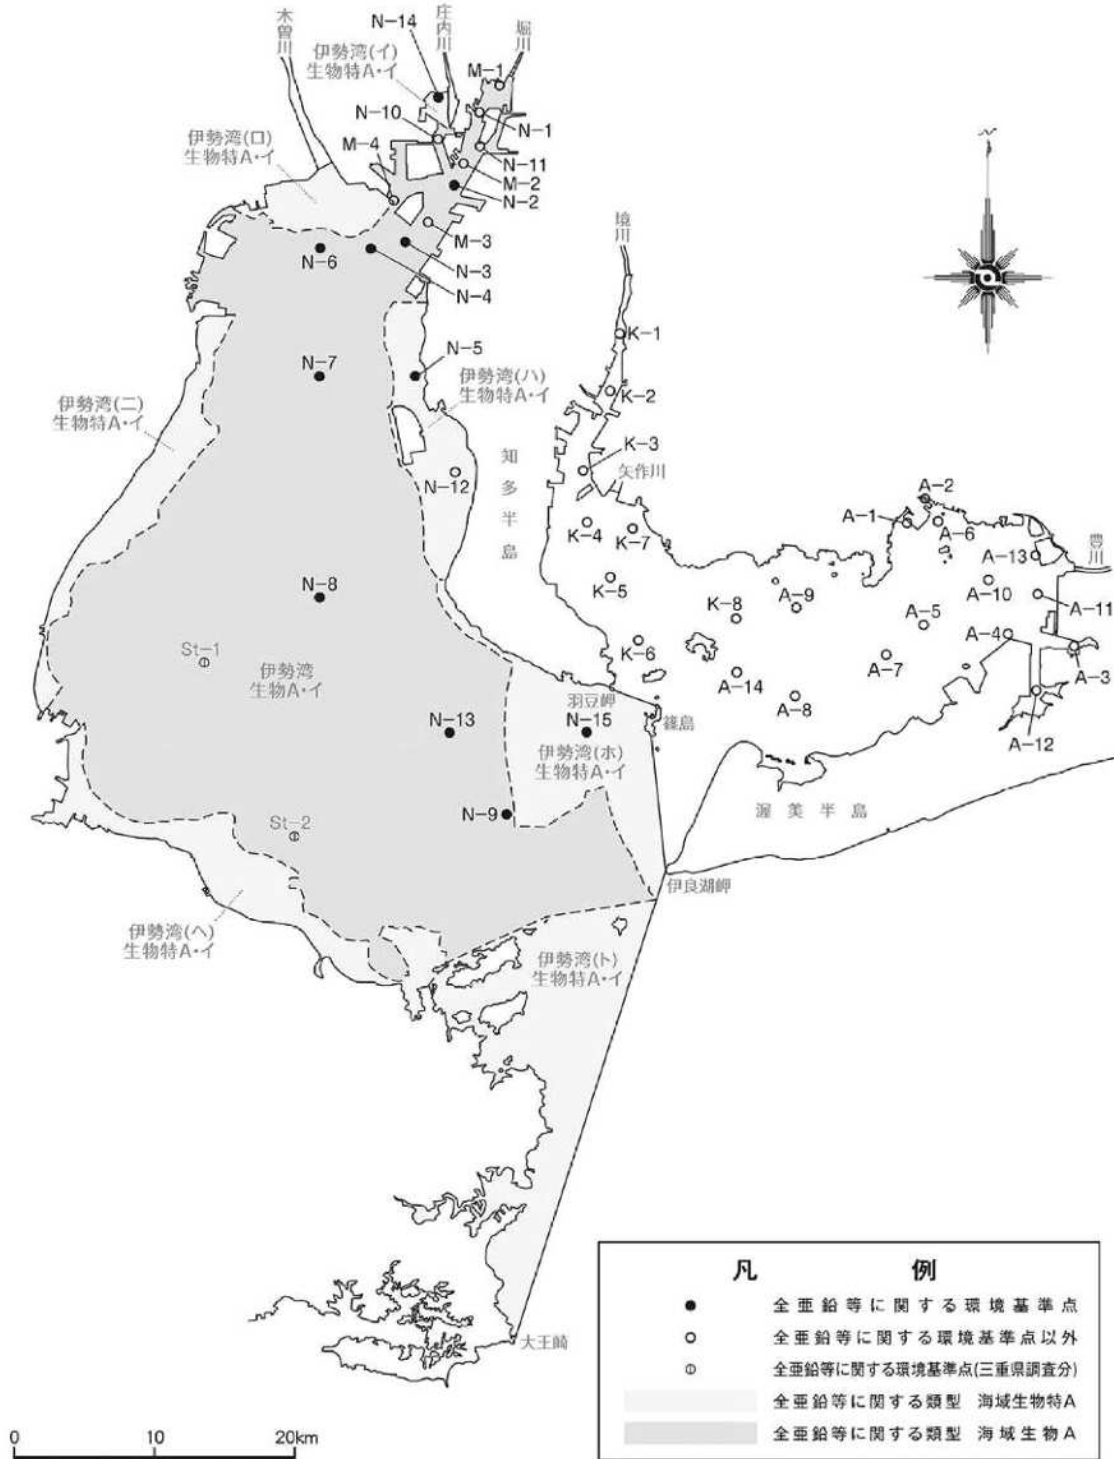 木曽川
N-14
庄内川
堀川
伊勢湾(イ)
生物特A・イ
M-1
N-10
N-1
伊勢湾(ロ)
生物特A・イ
M-4
N-11
M-2
N-2
M-3
N-6
N-3
N-4
境川
K-1
N-7
N-5
伊勢湾(ハ)
生物特A・イ
K-2
伊勢湾(ニ)
生物特A・イ
知多半島
K-3
N-12
矢作川
A-2
A-1
A-6
K-4
K-7
A-13
豊川
K-5
N-8
A-9
A-10
A-11
K-8
A-5
A-4
St-1
K-6
A-7
A-3
伊勢湾
生物A・イ
A-14
羽豆岬
A-8
N-13
N-15
篠島
A-12
伊勢湾(ホ)
生物特A・イ
N-9
St-2
渥美半島
伊良湖岬
伊勢湾(ヘ)
生物特A・イ
伊勢湾(ト)
生物特A・イ
大王崎
凡例
全亜鉛等に関する環境基準点
全亜鉛等に関する環境基準点以外
全亜鉛等に関する環境基準点(三重県調査分)
全亜鉛等に関する類型 海域生物特A
全亜鉛等に関する類型 海域生物A
0 10 20km